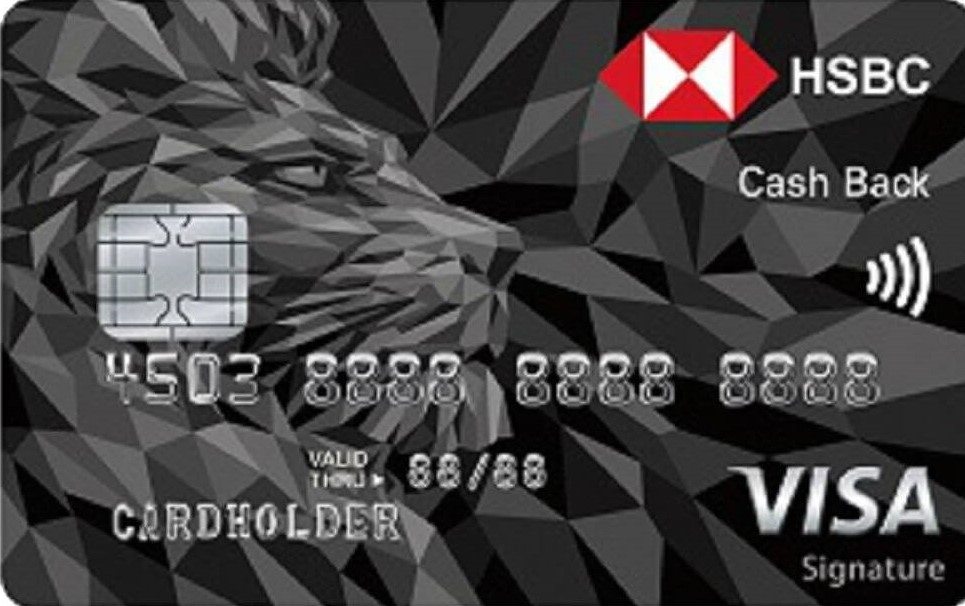 HSBC
Cash Back
4503 8888 8888 8888
VALID
THRU 88/88
CARDHOLDER
VISA
Signature